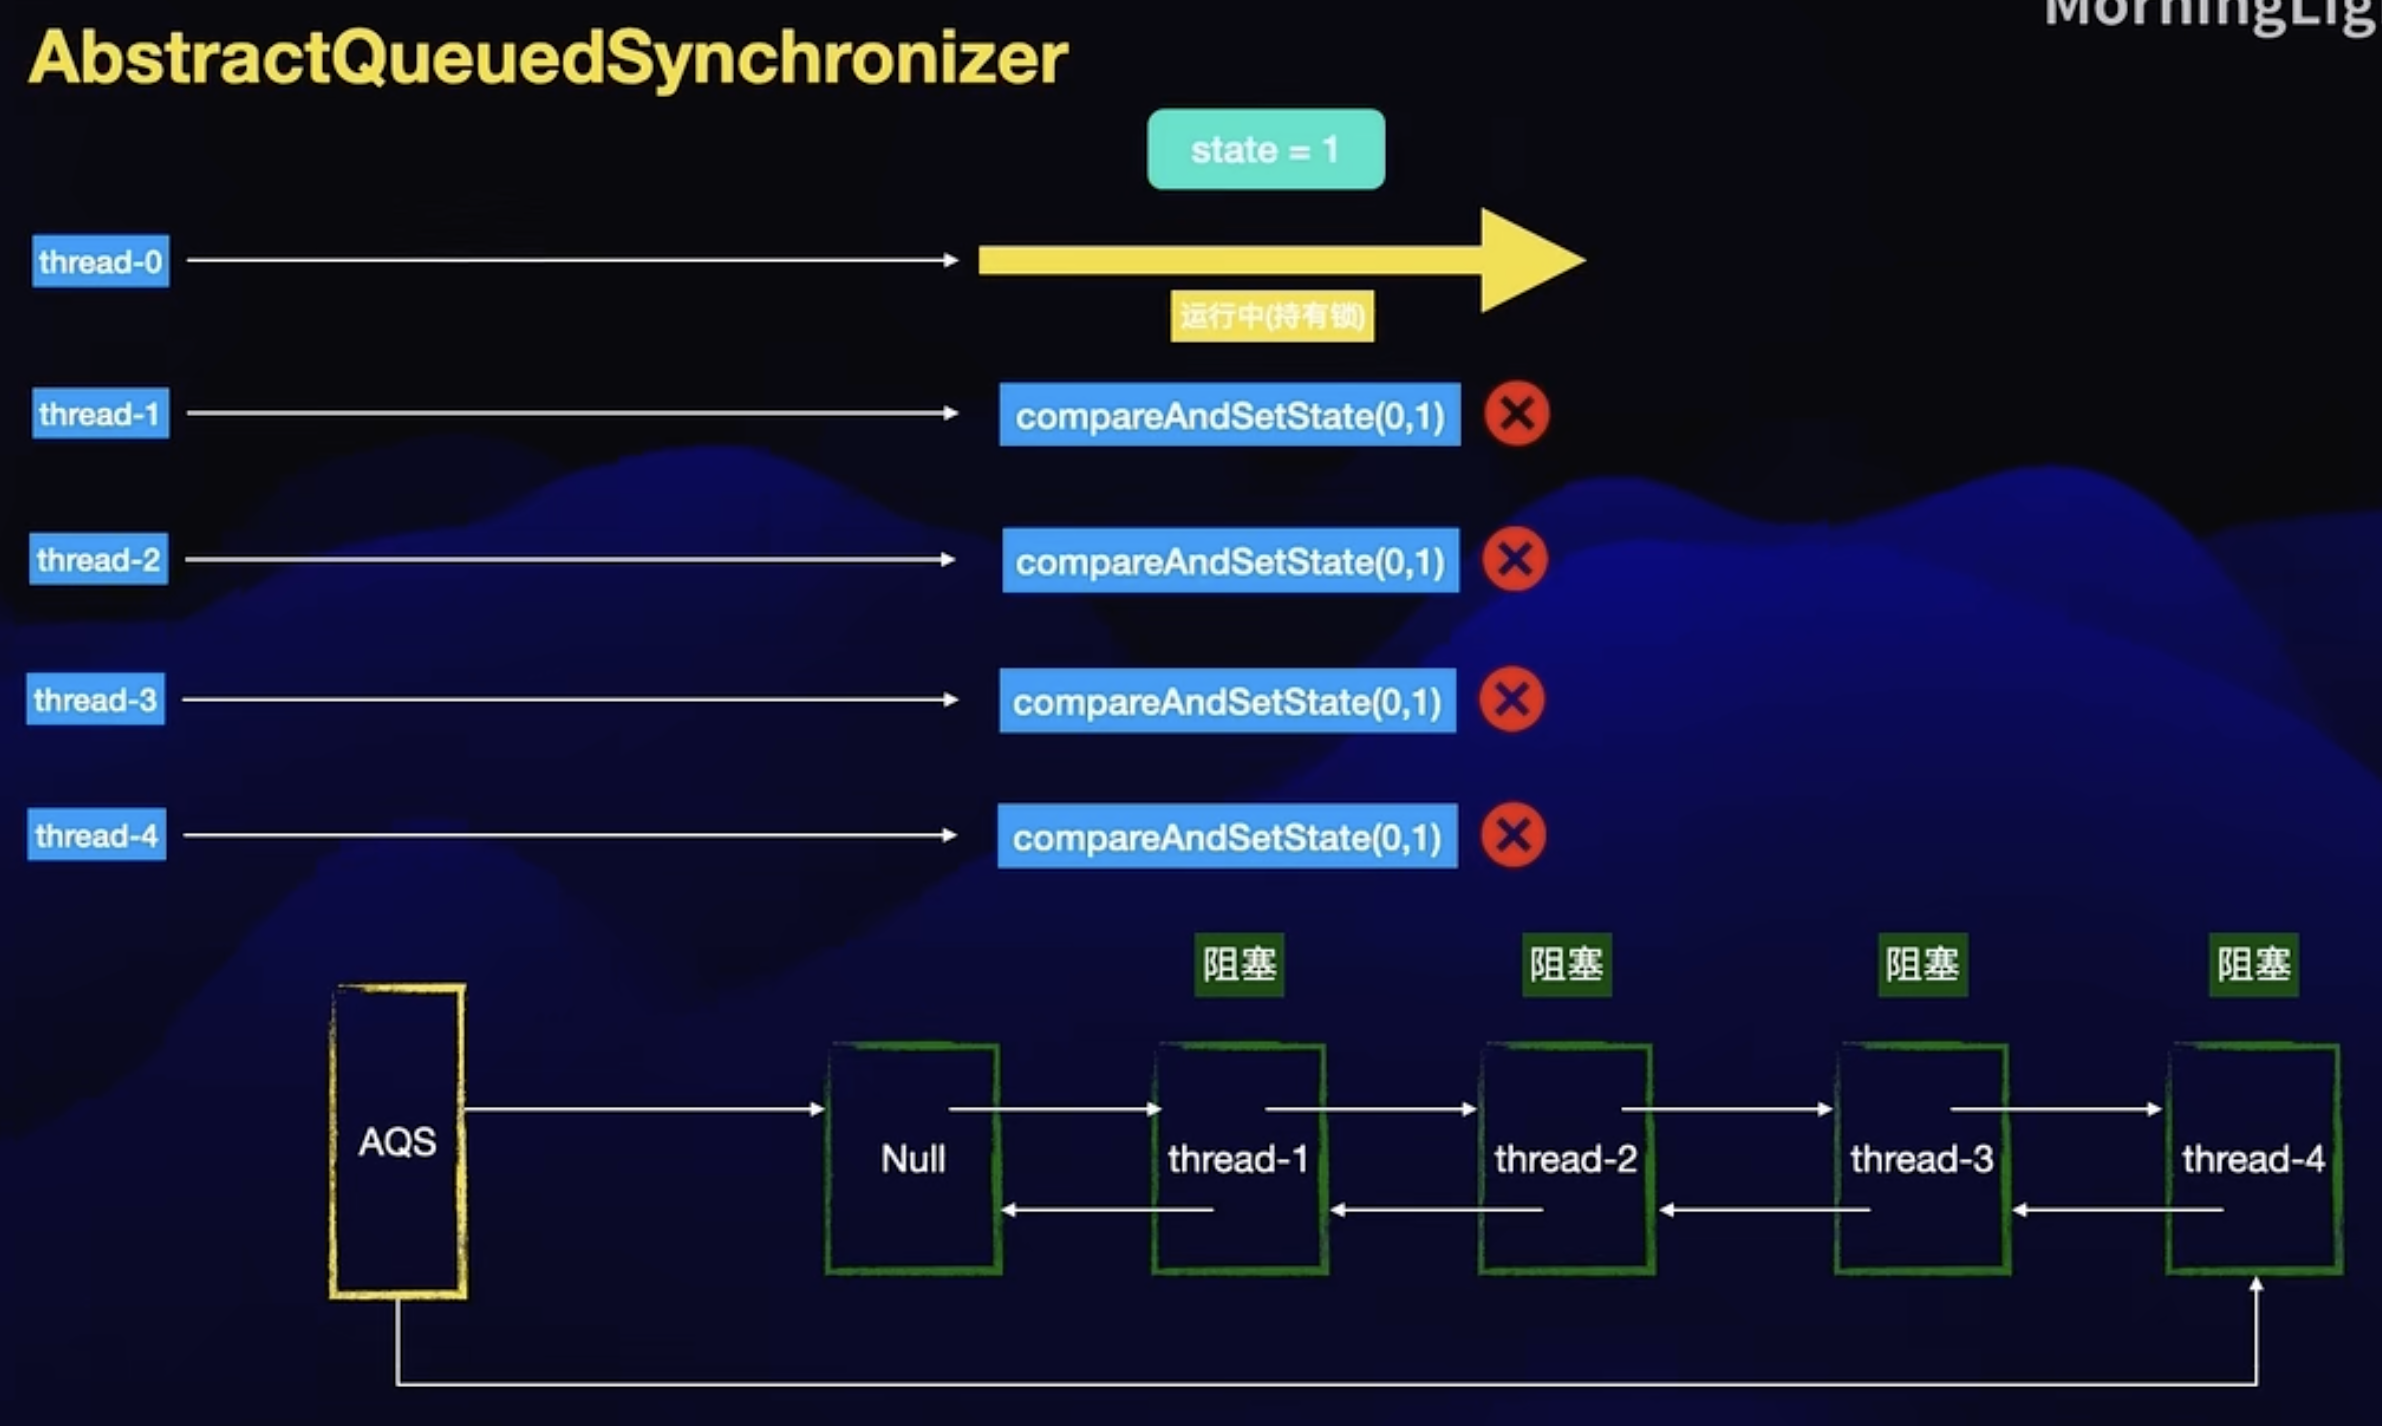 MorningLig
AbstractQueuedSynchronizer
state = 1
thread-0
运行中(持有锁)
thread-1
compareAndSetState(0,1)
thread-2
compareAndSetState(0,1)
thread-3
compareAndSetState(0,1)
thread-4
compareAndSetState(0,1)
阻塞
阻塞
阻塞
阻塞
AQS
Null
thread-1
thread-2
thread-3
thread-4